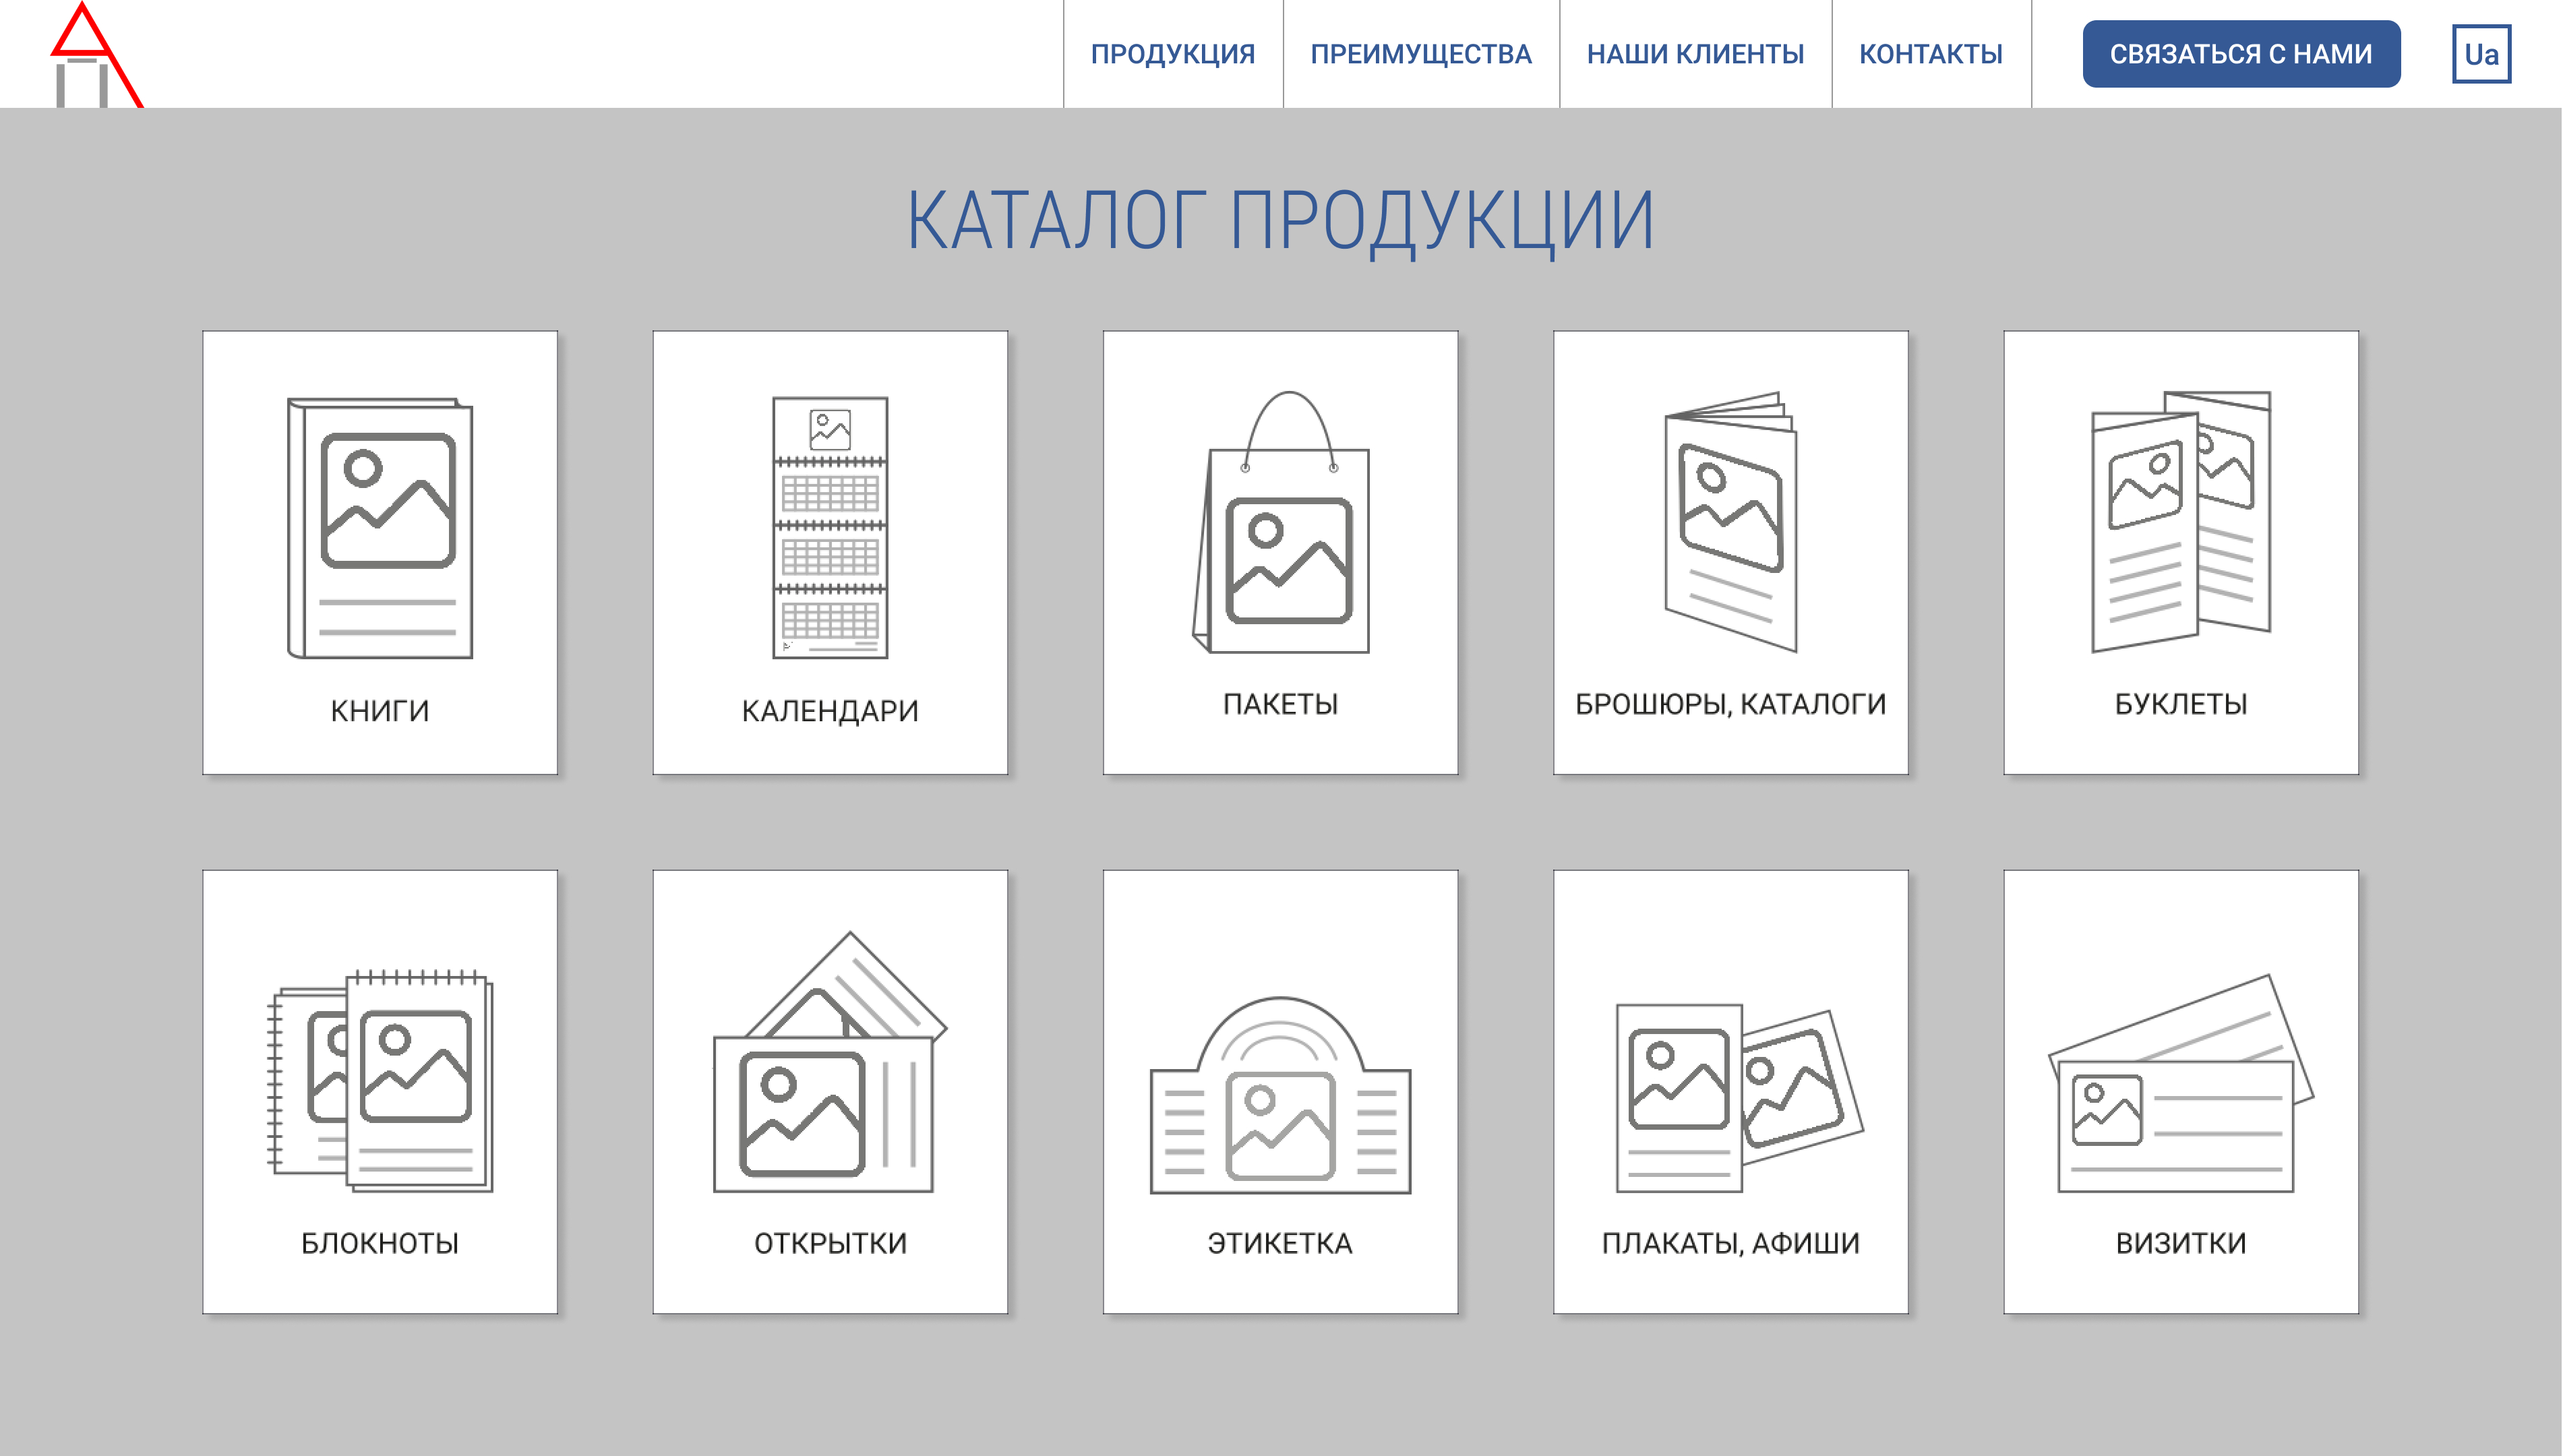 ПРОДУКЦИЯ
ПРЕИМУЩЕСТВА
НАШИ КЛИЕНТЫ
КОНТАКТЫ
СВЯЗАТЬСЯ С НАМИ
Ua
КАТАЛОГ ПРОДУКЦИИ
КНИГИ
КАЛЕНДАРИ
ПАКЕТЫ
БРОШЮРЫ, КАТАЛОГИ
БУКЛЕТЫ
БЛОКНОТЫ
ОТКРЫТКИ
ЭТИКЕТКА
ПЛАКАТЫ, АФИШИ
ВИЗИТКИ